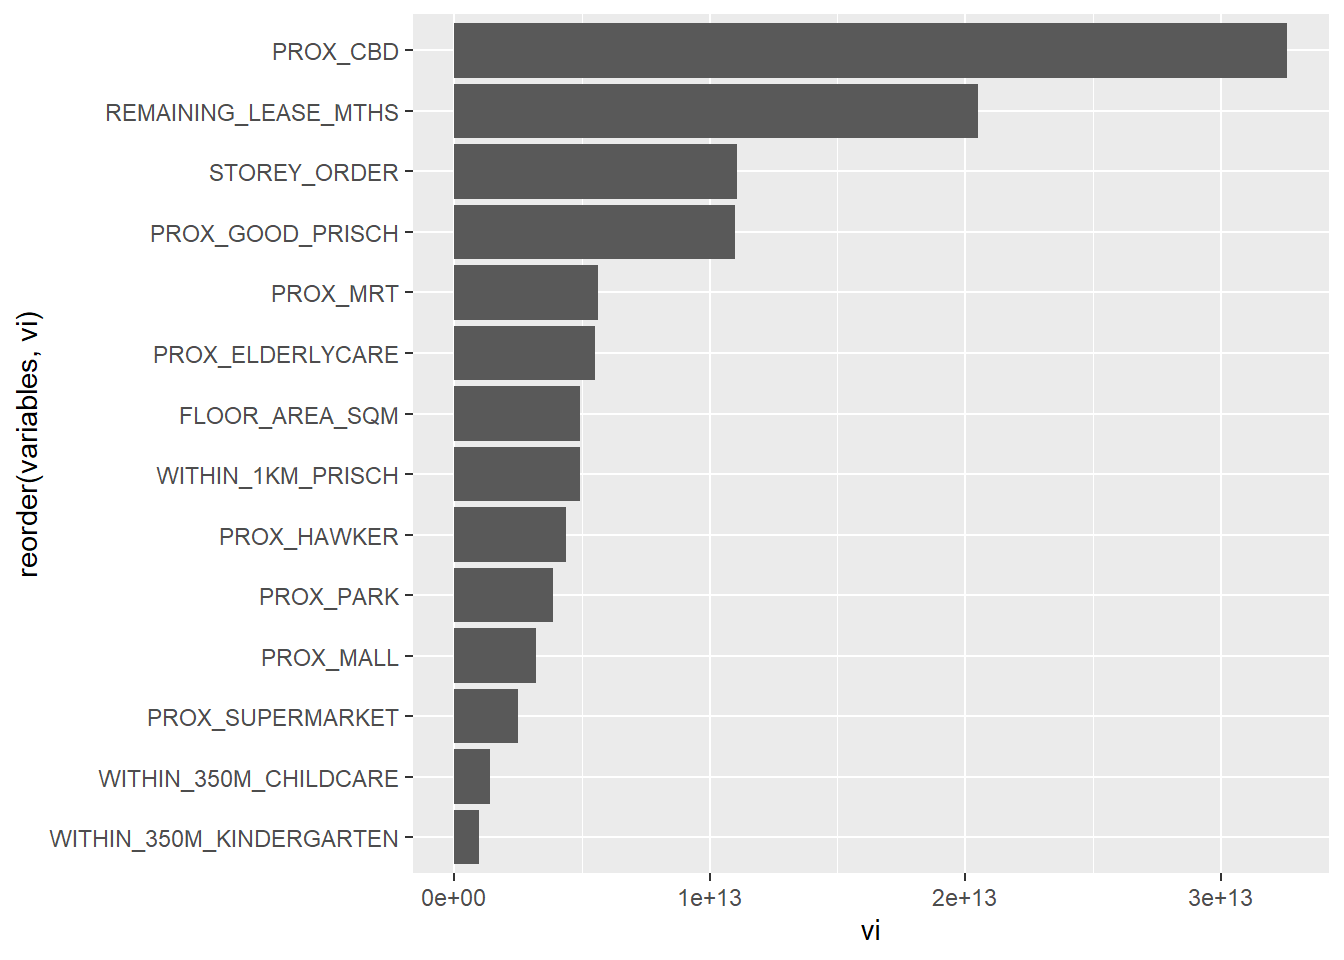 PROX_CBD
REMAINING_LEASE_MTHS
STOREY_ORDER
PROX_GOOD_PRISCH
PROX_MRT
PROX_ELDERLYCARE
FLOOR_AREA_SQM
WITHIN_1KM_PRISCH
PROX_HAWKER
PROX_PARK
PROX_MALL
PROX_SUPERMARKET
WITHIN_350M_CHILDCARE
WITHIN_350M_KINDERGARTEN
reorder(variables, vi)
0e+00 1e+13 2e+13 3e+13
vi